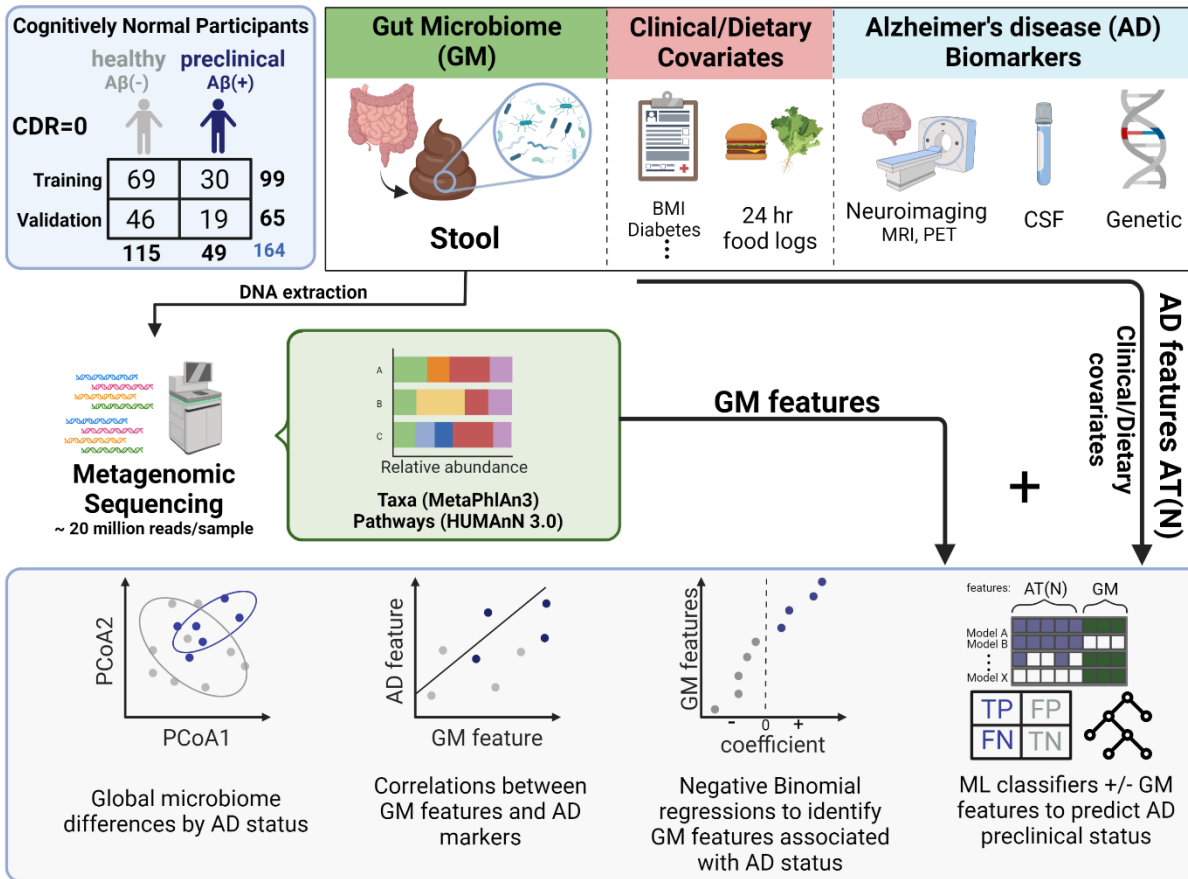 Cognitively Normal Participants
healthy preclinical
Aβ(-) Aβ(+)
CDR=0
Training 69 30 99
Validation 46 19 65
115 49 164
Gut Microbiome
(GM)
Stool
Clinical/Dietary
Covariates
BMI
Diabetes
24 hr
food logs
Alzheimer's disease (AD)
Biomarkers
Neuroimaging
MRI, PET
CSF
Genetic
DNA extraction
Metagenomic
Sequencing
~ 20 million reads/sample
A
B
C
Relative abundance
Taxa (MetaPhlAn3)
Pathways (HUMAnN 3.0)
GM features
+
AD features AT(N)
Clinical/Dietary
covariates
PCoA2
PCoA1
Global microbiome
differences by AD status
AD feature
GM feature
Correlations between
GM features and AD
markers
GM features
- 0 +
coefficient
Negative Binomial
regressions to identify
GM features associated
with AD status
features: AT(N) GM
Model A
Model B
Model X
TP FP
FN TN
ML classifiers +/- GM
features to predict AD
preclinical status